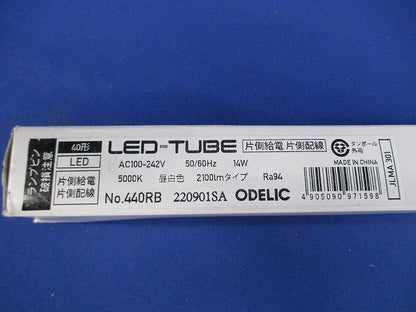 ランプピン
破損注意
40形
LED
LED-TUBE
片側給電 片側配線
ダンボール
外箱
AC100-242V 50/60Hz 14W
MADE IN CHINA
片側給電
片側配線
5000K 昼白色 2100lmタイプ Ra94
No.440RB 220901SA ODELIC
4905090971598
JLMA 301